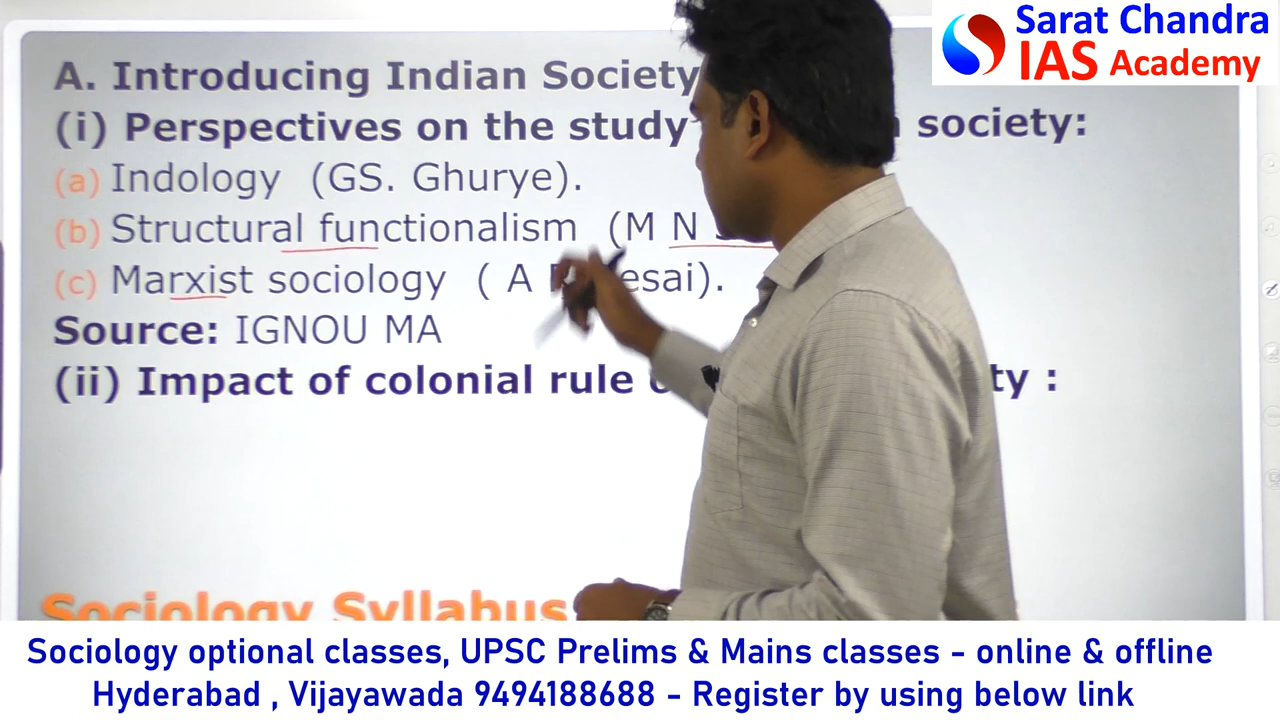 Sarat Chandra
IAS Academy
A. Introducing Indian Society
(i) Perspectives on the study society:
(a) Indology (GS. Ghurye).
(b) Structural functionalism (M N
(c) Marxist sociology ( A
Source: IGNOU MA
(ii) Impact of colonial rule :
Sociology Syllabus
Sociology optional classes, UPSC Prelims & Mains classes - online & offline
Hyderabad , Vijayawada 9494188688 - Register by using below link